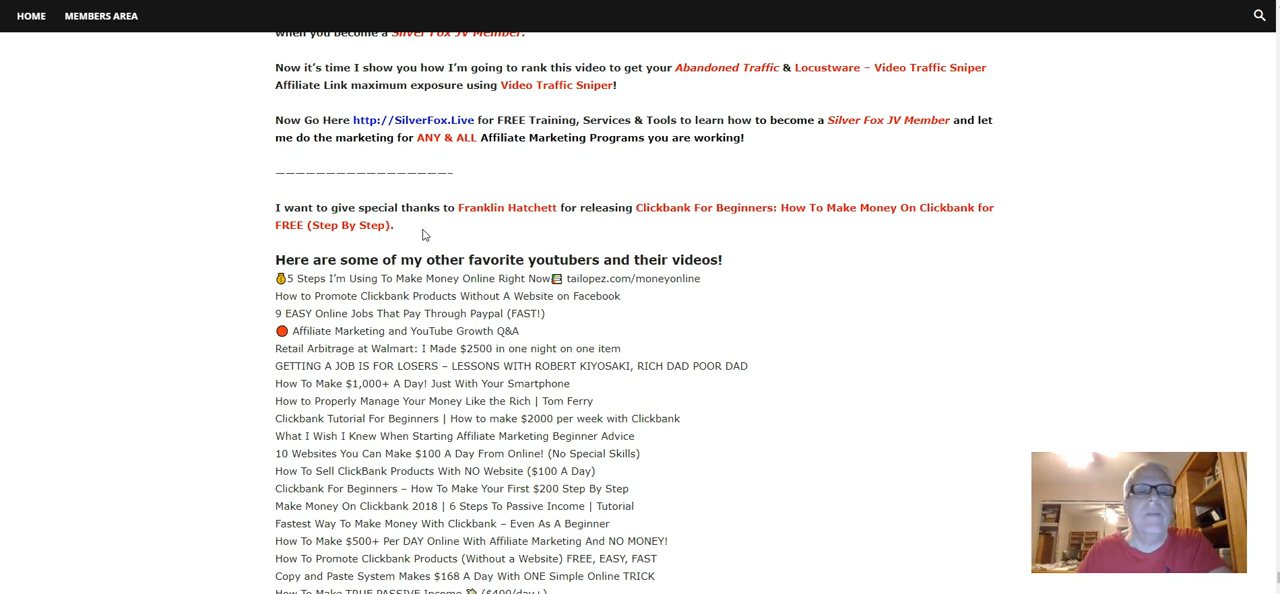 HOME MEMBERS AREA
when you become a Silver Fox JV Member.
Now it's time I show you how I'm going to rank this video to get your Abandoned Traffic & Locustware – Video Traffic Sniper
Affiliate Link maximum exposure using Video Traffic Sniper!
Now Go Here http://SilverFox.Live for FREE Training, Services & Tools to learn how to become a Silver Fox JV Member and let
me do the marketing for ANY & ALL Affiliate Marketing Programs you are working!
——————————————————–
I want to give special thanks to Franklin Hatchett for releasing Clickbank For Beginners: How To Make Money On Clickbank for
FREE (Step By Step).
Here are some of my other favorite youtubers and their videos!
💰5 Steps I'm Using To Make Money Online Right Now💵 tailopez.com/moneyonline
How to Promote Clickbank Products Without A Website on Facebook
9 EASY Online Jobs That Pay Through Paypal (FAST!)
🔴 Affiliate Marketing and YouTube Growth Q&A
Retail Arbitrage at Walmart: I Made $2500 in one night on one item
GETTING A JOB IS FOR LOSERS – LESSONS WITH ROBERT KIYOSAKI, RICH DAD POOR DAD
How To Make $1,000+ A Day! Just With Your Smartphone
How to Properly Manage Your Money Like the Rich | Tom Ferry
Clickbank Tutorial For Beginners | How to make $2000 per week with Clickbank
What I Wish I Knew When Starting Affiliate Marketing Beginner Advice
10 Websites You Can Make $100 A Day From Online! (No Special Skills)
How To Sell ClickBank Products With NO Website ($100 A Day)
Clickbank For Beginners – How To Make Your First $200 Step By Step
Make Money On Clickbank 2018 | 6 Steps To Passive Income | Tutorial
Fastest Way To Make Money With Clickbank – Even As A Beginner
How To Make $500+ Per DAY Online With Affiliate Marketing And NO MONEY!
How To Promote Clickbank Products (Without a Website) FREE, EASY, FAST
Copy and Paste System Makes $168 A Day With ONE Simple Online TRICK
How To Make TRUE PASSIVE Income 💸 ($400/day+)